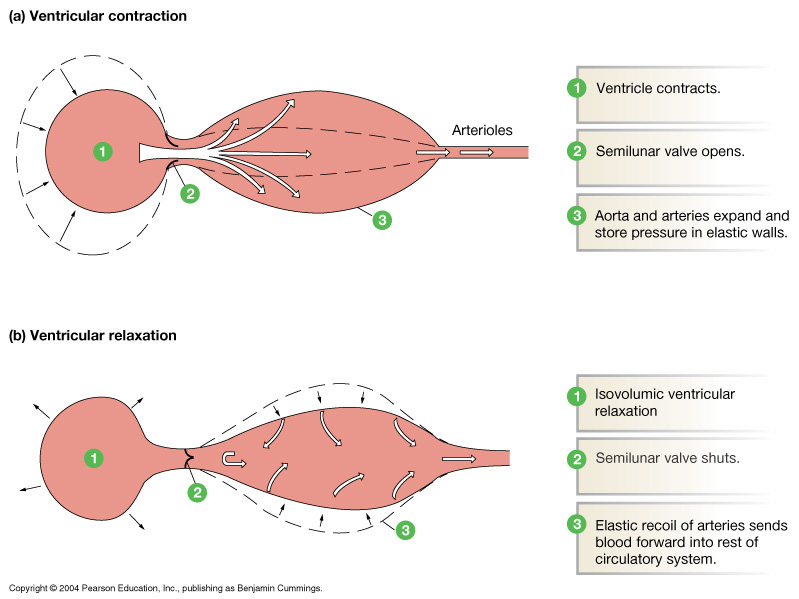 (a) Ventricular contraction
1
2
3
Arterioles
1 Ventricle contracts.
2 Semilunar valve opens.
3 Aorta and arteries expand and
store pressure in elastic walls.
(b) Ventricular relaxation
1
2
3
1 Isovolumic ventricular
relaxation
2 Semilunar valve shuts.
3 Elastic recoil of arteries sends
blood forward into rest of
circulatory system.
Copyright © 2004 Pearson Education, Inc., publishing as Benjamin Cummings.